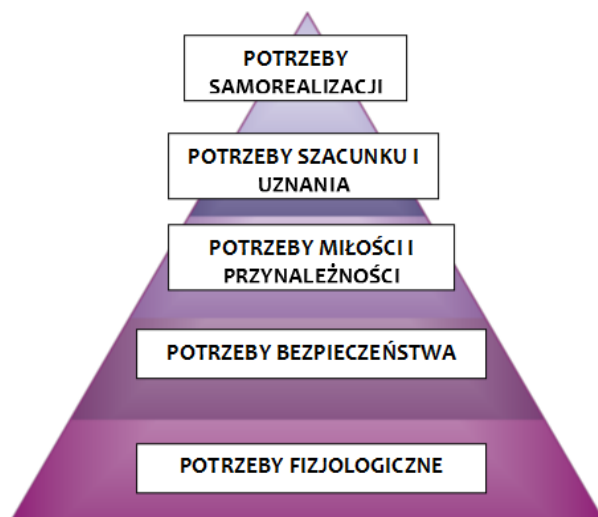 POTRZEBY
SAMOREALIZACJI
POTRZEBY SZACUNKU I
UZNANIA
POTRZEBY MIŁOŚCI I
PRZYNALEŻNOŚCI
POTRZEBY BEZPIECZEŃSTWA
POTRZEBY FIZJOLOGICZNE